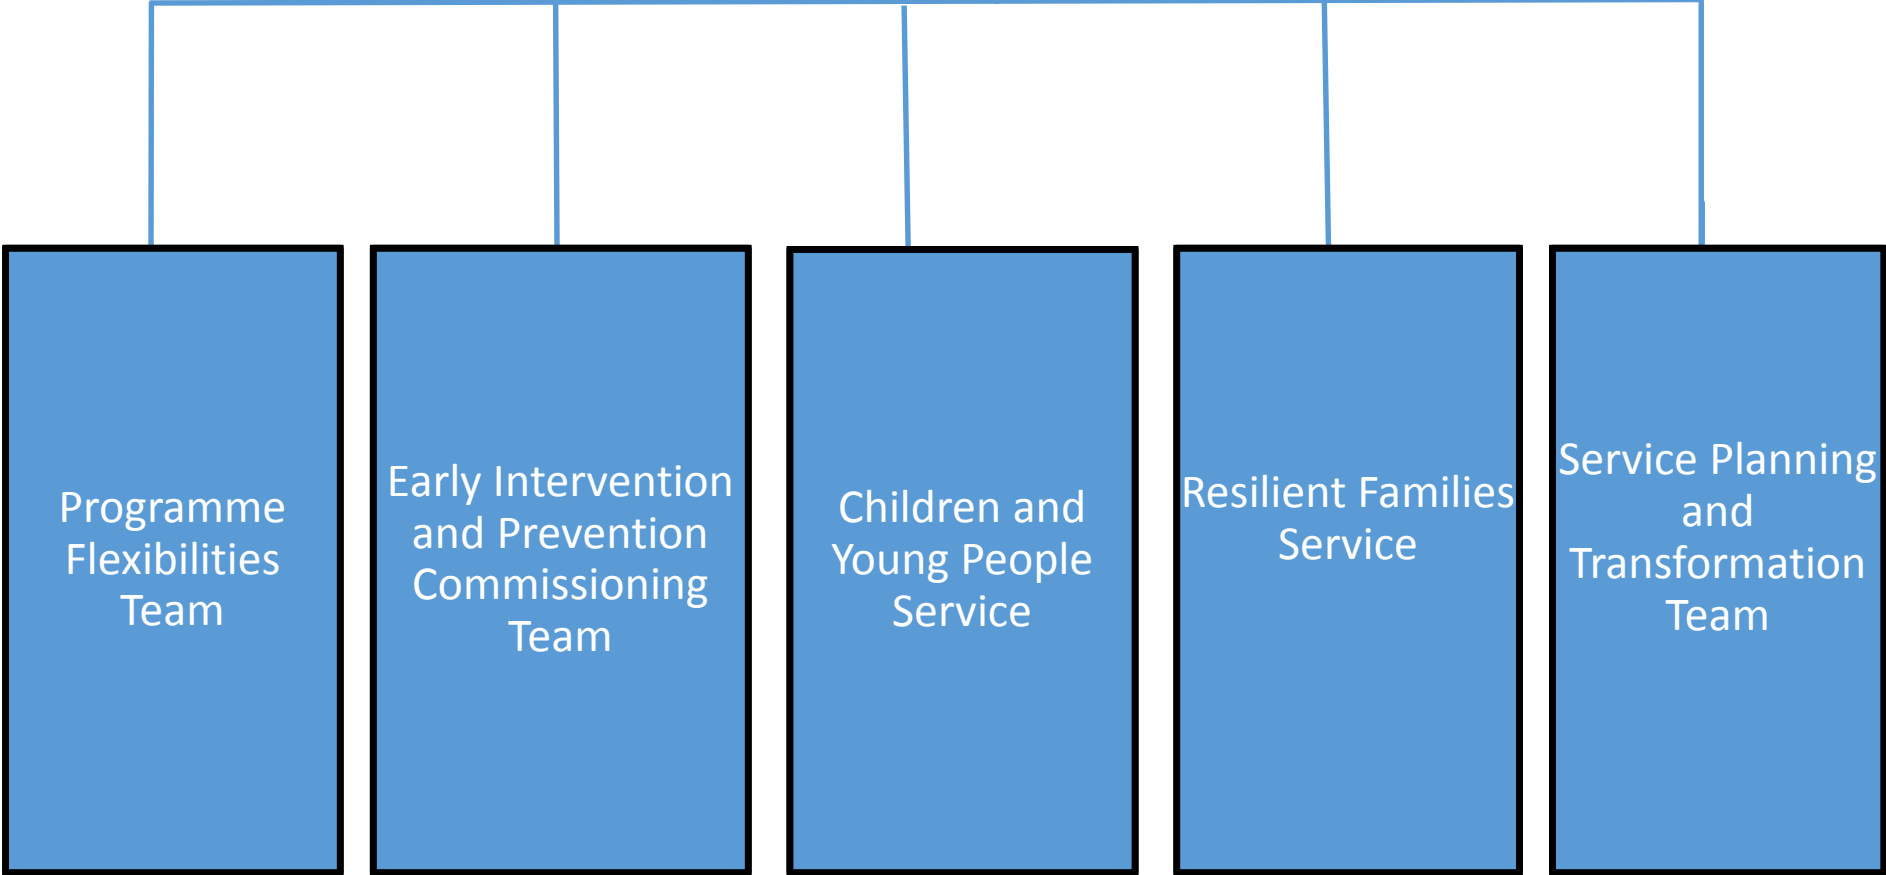 Programme
Flexibilities
Team
Early Intervention
and Prevention
Commissioning
Team
Children and
Young People
Service
Resilient Families
Service
Service Planning
and
Transformation
Team